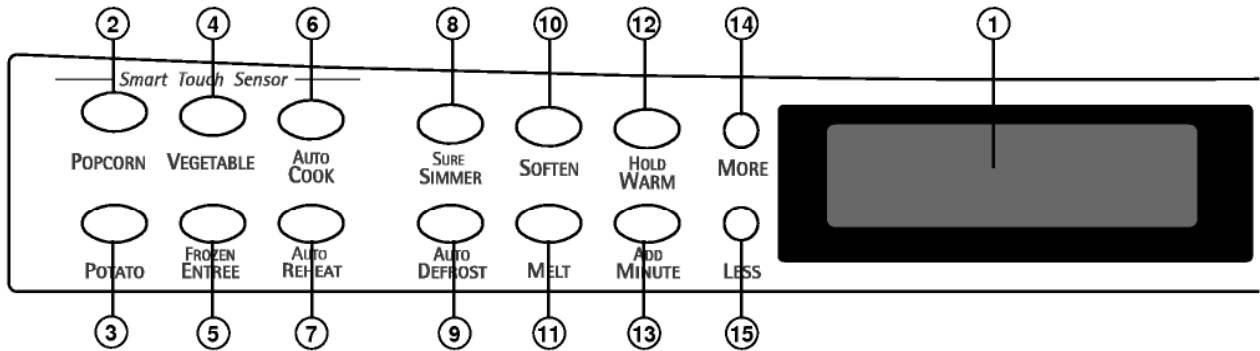 2 4 6 8 10 12 14 1
Smart Touch Sensor
POPCORN VEGETABLE AUTO COOK SURE SIMMER SOFTEN HOLD WARM MORE
POTATO FROZEN ENTREE AUTO REHEAT AUTO DEFROST MELT ADD MINUTE LESS
3 5 7 9 11 13 15